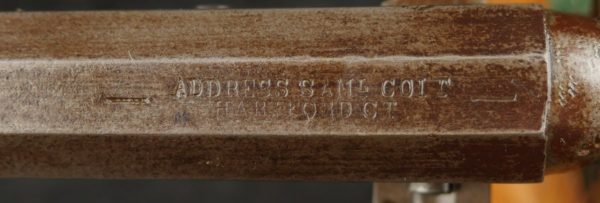 — ADDRESS SAML COLT —
HARTFORD CT.